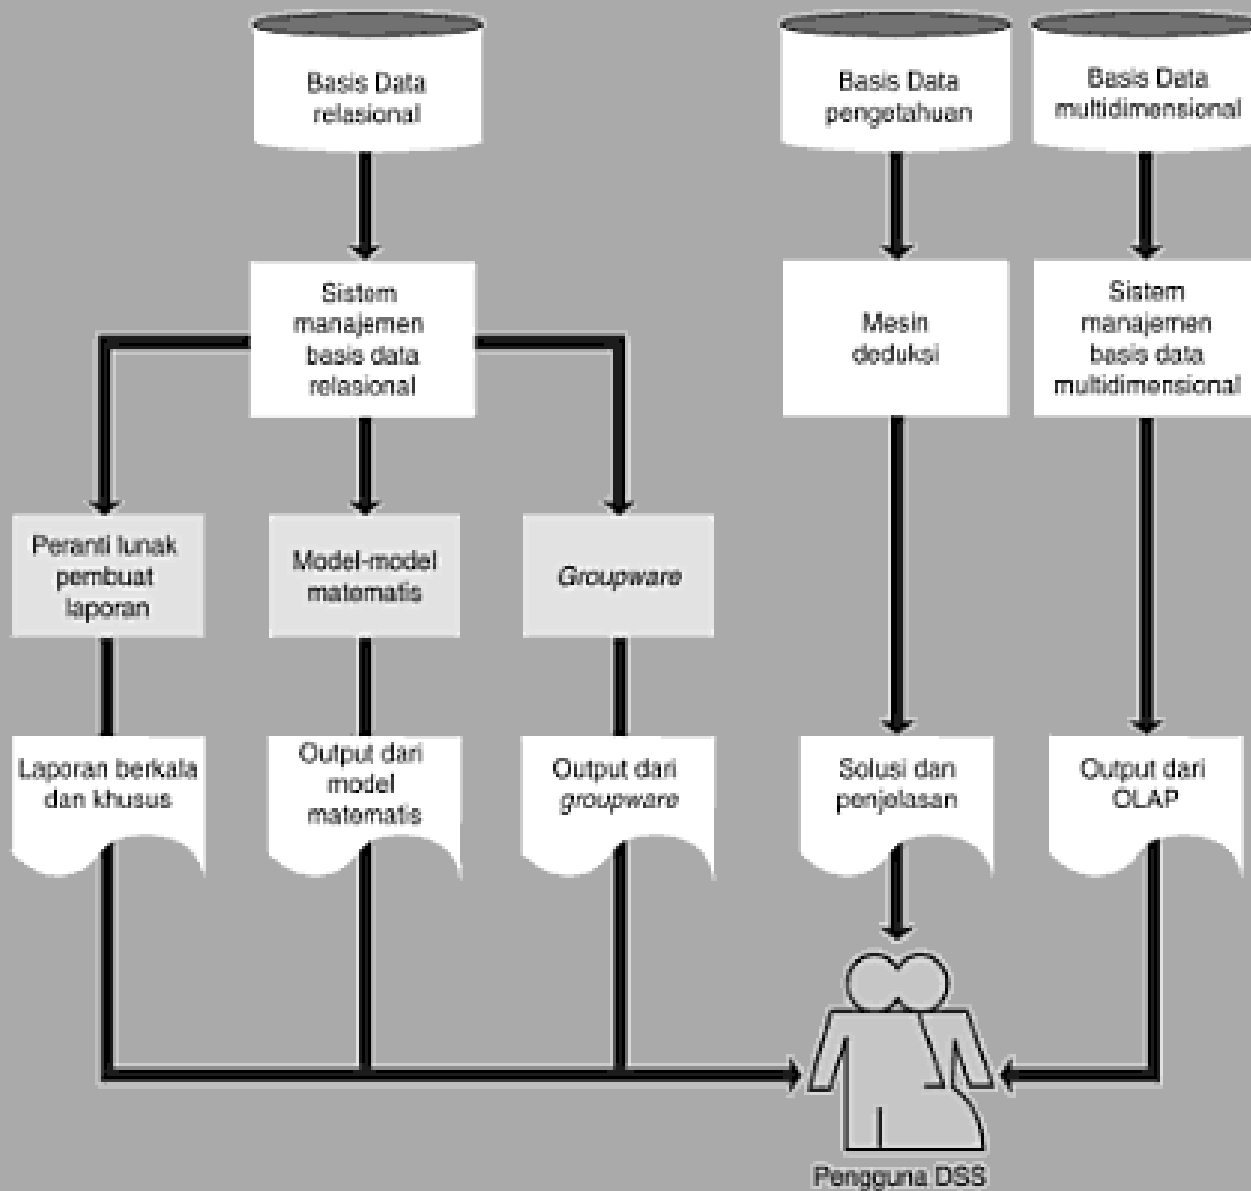 Basis Data
relasional
Basis Data
pengetahuan
Basis Data
multidimensional
Sistem
manajemen
basis data
relasional
Mesin
deduksi
Sistem
manajemen
basis data
multidimensional
Peranti lunak
pembuat
laporan
Model-model
matematis
Groupware
Laporan berkala
dan khusus
Output dari
model
matematis
Output dari
groupware
Solusi dan
penjelasan
Output dari
OLAP
Pengguna DSS